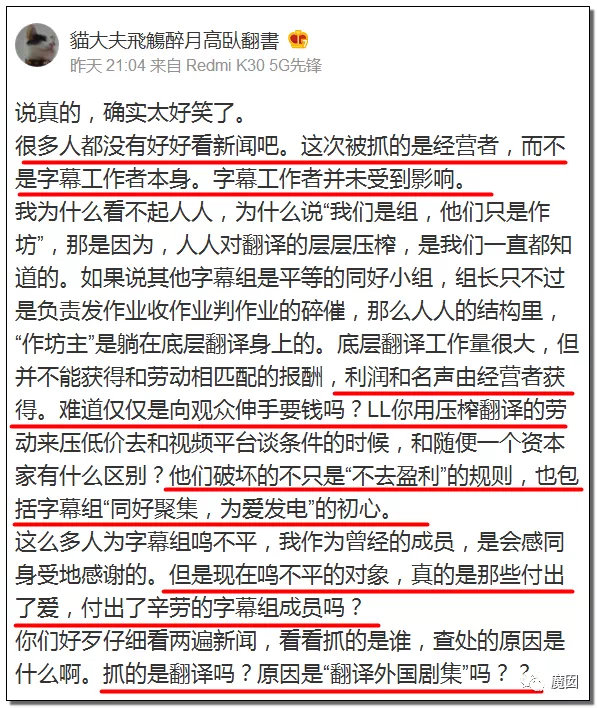 貓大夫飛觴醉月高臥翻書
昨天 21:04 来自 Redmi K30 5G先锋
说真的，确实太好笑了。
很多人都没有好好看新闻吧。这次被抓的是经营者，而不
是字幕工作者本身。字幕工作者并未受到影响。
我为什么看不起人人，为什么说“我们是组，他们只是作
坊”，那是因为，人人对翻译的层层压榨，是我们一直都知
道的。如果说其他字幕组是平等的同好小组，组长只不过
是负责发作业收作业判作业的碎催，那么人人的结构里，
“作坊主”是躺在底层翻译身上的。底层翻译工作量很大，但
并不能获得和劳动相匹配的报酬，利润和名声由经营者获
得。难道仅仅是向观众伸手要钱吗？LL你用压榨翻译的劳
动来压低价去和视频平台谈条件的时候，和随便一个资本
家有什么区别？他们破坏的不只是“不去盈利”的规则，也包
括字幕组“同好聚集，为爱发电”的初心。
这么多人为字幕组鸣不平，我作为曾经的成员，是会感同
身受地感谢的。但是现在鸣不平的对象，真的是那些付出
了爱，付出了辛劳的字幕组成员吗？
你们好歹仔细看两遍新闻，看看抓的是谁，查处的原因是
什么啊。抓的是翻译吗？原因是“翻译外国剧集”吗？？
魔囡